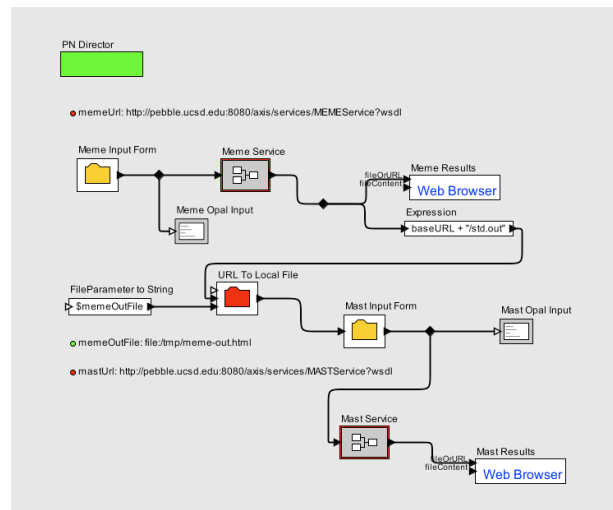 PN Director
memeUrl: http://pebble.ucsd.edu:8080/axis/services/MEMEService?wsdl
Meme Input Form
Meme Service
Meme Results
fileOrURL
fileContent
Web Browser
Meme Opal Input
Expression
baseURL + "/std.out"
FileParameter to String
URL To Local File
$memeOutFile
Mast Input Form
Mast Opal Input
memeOutFile: file:/tmp/meme-out.html
mastUrl: http://pebble.ucsd.edu:8080/axis/services/MASTService?wsdl
Mast Service
Mast Results
fileOrURL
fileContent
Web Browser